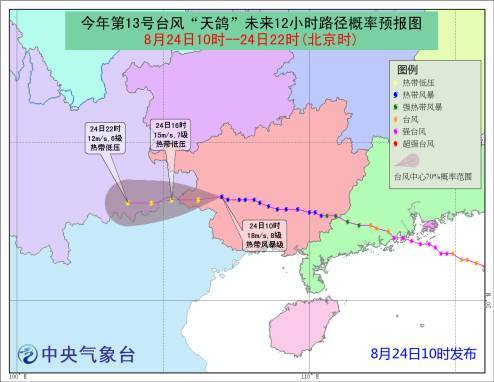 今年第13号台风“天鸽”未来12小时路径概率预报图
8月24日10时--24日22时(北京时)
图例
热带低压
热带风暴
强热带风暴
台风
强台风
超强台风
台风中心70%概率范围
24日22时
12m/s,6级
热带低压
24日16时
15m/s,7级
热带低压
24日10时
18m/s,8级
热带风暴级
20°N
中央气象台
8月24日10时发布
100°E
110°E